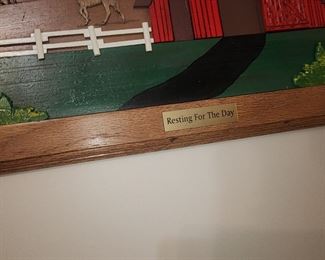 Resting For The Day